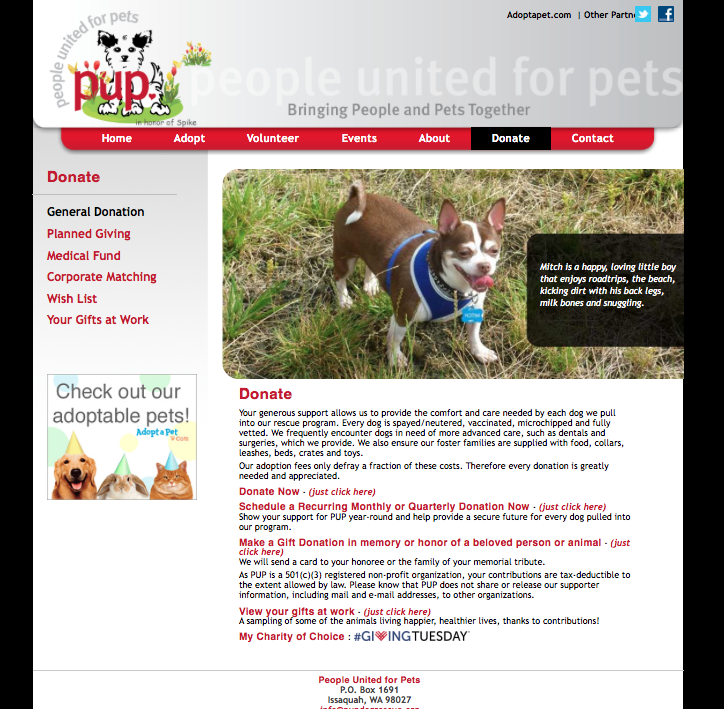 Adoptapet.com | Other Partne
people united for pets
pup.
in honor of Spike
people united for pets
Bringing People and Pets Together
Home Adopt Volunteer Events About Donate Contact
Donate
General Donation
Planned Giving
Medical Fund
Corporate Matching
Wish List
Your Gifts at Work
Check out our
adoptable pets!
Adopt a Pet
.com
Mitch is a happy, loving little boy
that enjoys roadtrips, the beach,
kicking dirt with his back legs,
milk bones and snuggling.
Donate
Your generous support allows us to provide the comfort and care needed by each dog we pull
into our rescue program. Every dog is spayed/neutered, vaccinated, microchipped and fully
vetted. We frequently encounter dogs in need of more advanced care, such as dentals and
surgeries, which we provide. We also ensure our foster families are supplied with food, collars,
leashes, beds, crates and toys.
Our adoption fees only defray a fraction of these costs. Therefore every donation is greatly
needed and appreciated.
Donate Now - (just click here)
Schedule a Recurring Monthly or Quarterly Donation Now - (just click here)
Show your support for PUP year-round and help provide a secure future for every dog pulled into
our program.
Make a Gift Donation in memory or honor of a beloved person or animal - (just
click here)
We will send a card to your honoree or the family of your memorial tribute.
As PUP is a 501(c)(3) registered non-profit organization, your contributions are tax-deductible to
the extent allowed by law. Please know that PUP does not share or release our supporter
information, including mail and e-mail addresses, to other organizations.
View your gifts at work - (just click here)
A sampling of some of the animals living happier, healthier lives, thanks to contributions!
My Charity of Choice : #GIVINGTUESDAY
People United for Pets
P.O. Box 1691
Issaquah, WA 98027